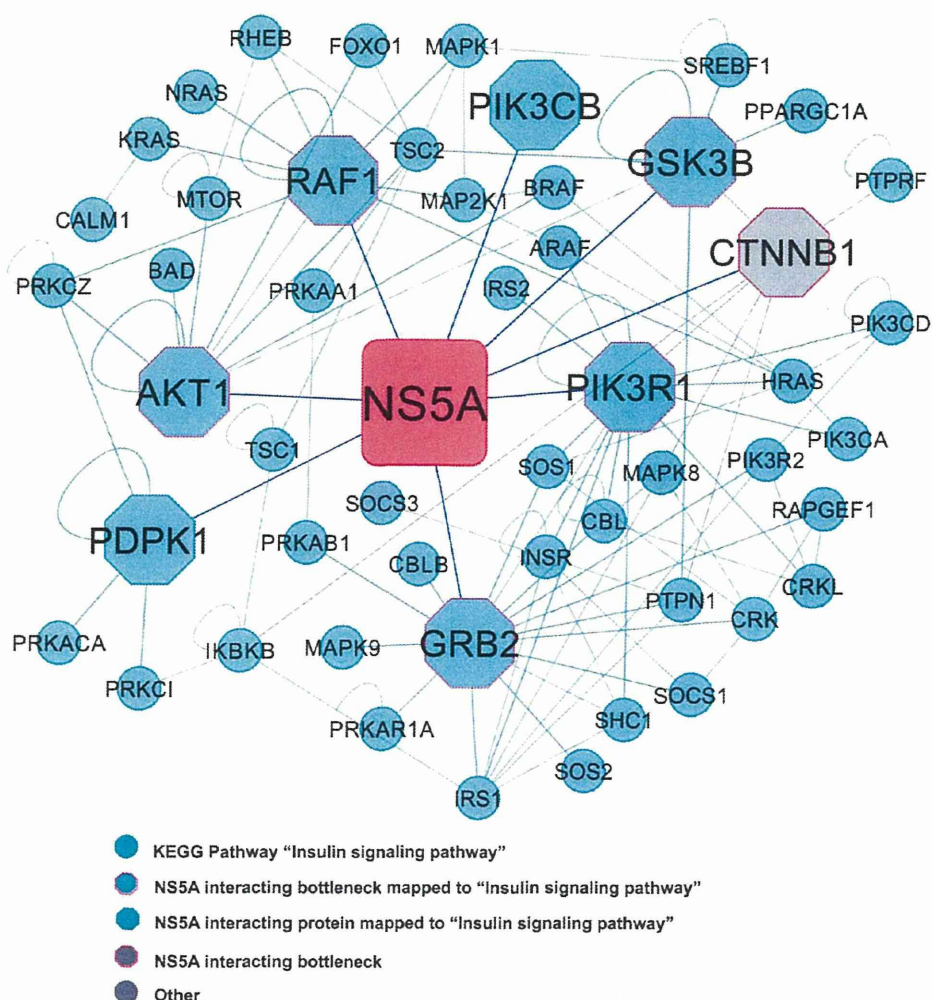 RHEB
FOXO1
MAPK1
SREBF1
NRAS
PIK3CB
PPARGC1A
KRAS
TSC2
GSK3B
RAF1
BRAF
PTPRF
MTOR
MAP2K1
CALM1
ARAF
CTNNB1
BAD
PRKCZ
PRKAA1
IRS2
PIK3CD
AKT1
NS5A
PIK3R1
HRAS
TSC1
PIK3CA
SOS1
MAPK8
PIK3R2
SOCS3
RAPGEF1
PDPK1
PRKAB1
CBL
INSR
CBLB
CRKL
PTPN1
CRK
PRKACA
IKBKB
MAPK9
GRB2
PRKCI
SOCS1
PRKAR1A
SHC1
SOS2
IRS1
KEGG Pathway “Insulin signaling pathway”
NS5A interacting bottleneck mapped to “Insulin signaling pathway”
NS5A interacting protein mapped to “Insulin signaling pathway”
NS5A interacting bottleneck
Other